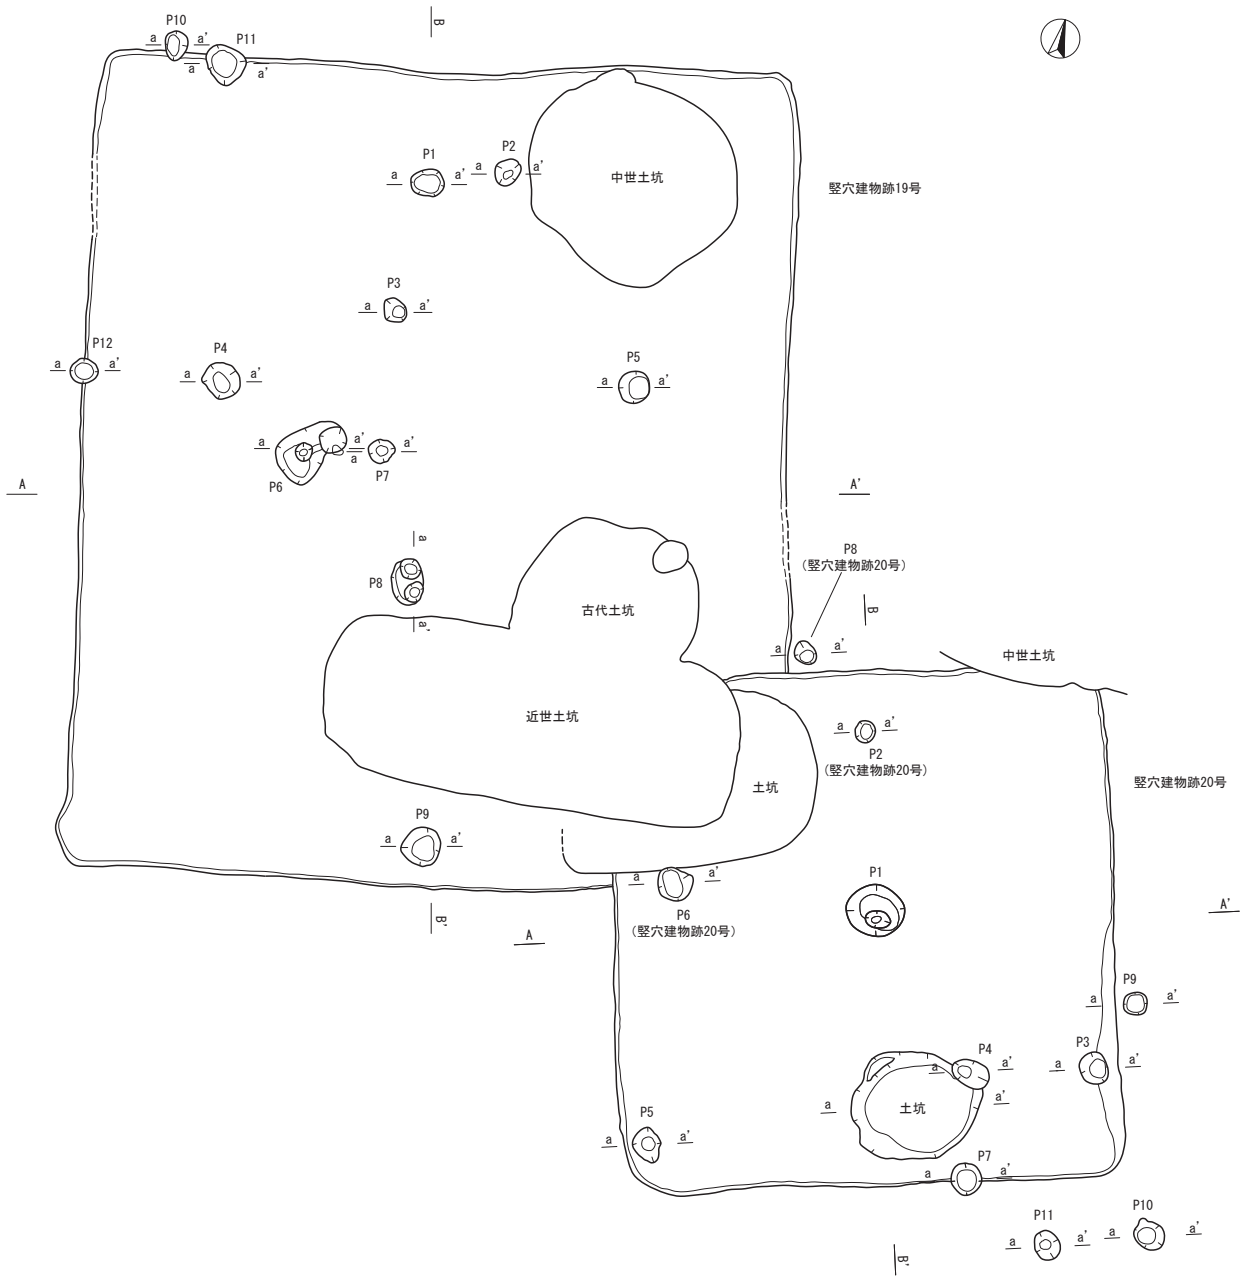 P10
B
a a' P11
a a'
P1 P2
a a' a a'
中世土坑
竪穴建物跡19号
P3
a a'
P12
a a'
P4
a a'
P5
a a'
a a'
a
P6
a'
P7
A A'
a
P8
a'
P8
(竪穴建物跡20号)
B
a a'
古代土坑
中世土坑
近世土坑
a a'
P2
(竪穴建物跡20号)
土坑
竪穴建物跡20号
P9
a a'
a a'
P6
(竪穴建物跡20号)
P1
B'
A A'
P9
a a'
P4
a a'
P3
a a'
土坑
a a'
P5
a a'
P7
a a'
P11
a a'
P10
a a'
B'